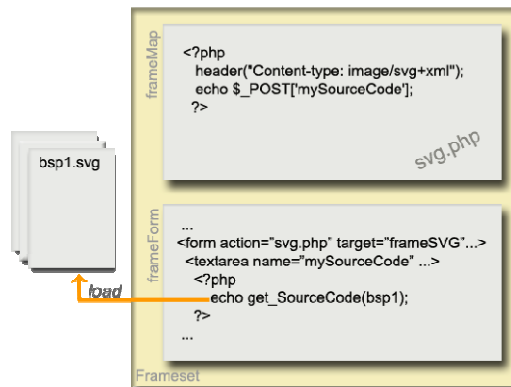 frameMap
<?php
header("Content-type: image/svg+xml");
echo $_POST['mySourceCode'];
?>
svg.php
bsp1.svg
load
frameForm
...
<form action="svg.php" target="frameSVG"...>
<textarea name="mySourceCode" ...>
<?php
echo get_SourceCode(bsp1);
?>
...
Frameset